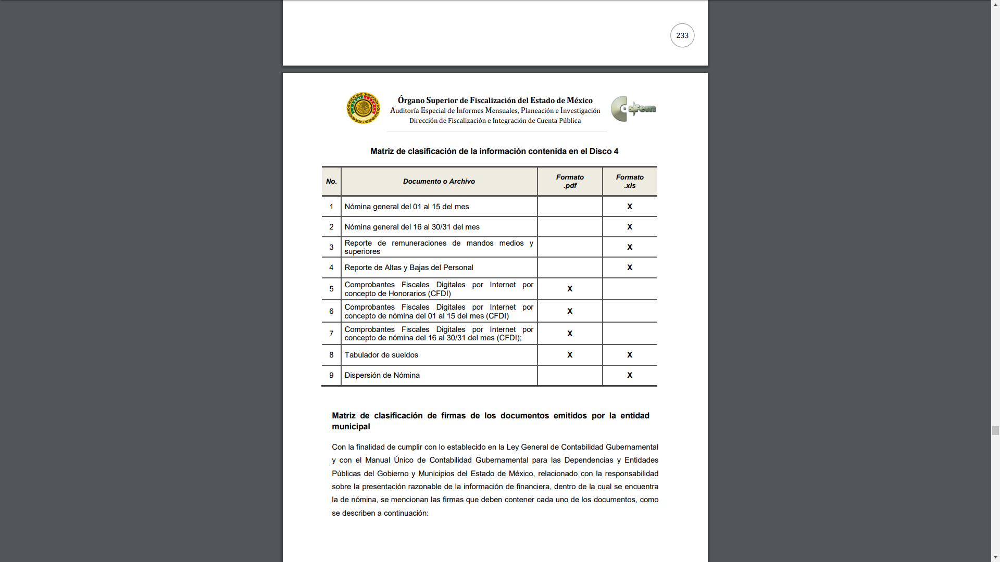 233
Órgano Superior de Fiscalización del Estado de México
Auditoría Especial de Informes Mensuales, Planeación e Investigación
Dirección de Fiscalización e Integración de Cuenta Pública
sfem
Matriz de clasificación de la información contenida en el Disco 4
No. Documento o Archivo Formato .pdf Formato .xls
1 Nómina general del 01 al 15 del mes X
2 Nómina general del 16 al 30/31 del mes X
3 Reporte de remuneraciones de mandos medios y
superiores X
4 Reporte de Altas y Bajas del Personal X
5 Comprobantes Fiscales Digitales por Internet por
concepto de Honorarios (CFDI) X
6 Comprobantes Fiscales Digitales por Internet por
concepto de nómina del 01 al 15 del mes (CFDI) X
7 Comprobantes Fiscales Digitales por Internet por
concepto de nómina del 16 al 30/31 del mes (CFDI); X
8 Tabulador de sueldos X X
9 Dispersión de Nómina X
Matriz de clasificación de firmas de los documentos emitidos por la entidad
municipal
Con la finalidad de cumplir con lo establecido en la Ley General de Contabilidad Gubernamental
y con el Manual Único de Contabilidad Gubernamental para las Dependencias y Entidades
Públicas del Gobierno y Municipios del Estado de México, relacionado con la responsabilidad
sobre la presentación razonable de la información de financiera, dentro de la cual se encuentra
la de nómina, se mencionan las firmas que deben contener cada uno de los documentos, como
se describen a continuación: